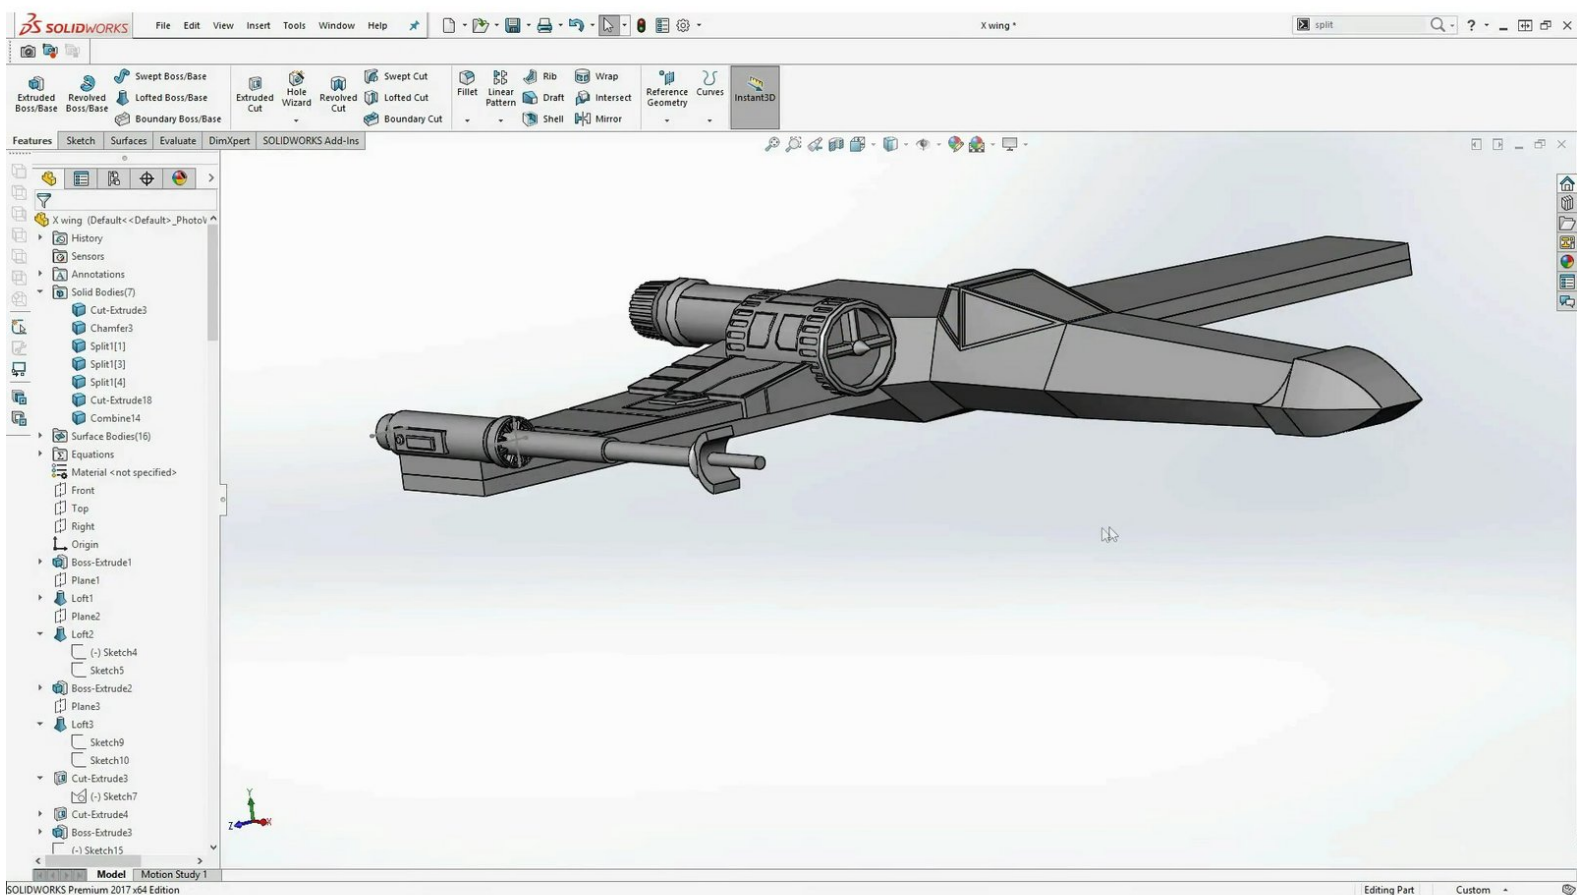 SOLIDWORKS File Edit View Insert Tools Window Help X wing * split ?
Extruded Boss/Base
Revolved Boss/Base
Swept Boss/Base
Lofted Boss/Base
Boundary Boss/Base
Extruded Cut
Hole Wizard
Revolved Cut
Swept Cut
Lofted Cut
Boundary Cut
Fillet
Linear Pattern
Rib
Draft
Shell
Wrap
Intersect
Mirror
Reference Geometry
Curves
Instant3D
Features Sketch Surfaces Evaluate DimXpert SOLIDWORKS Add-Ins
X wing (Default<<Default>_Photo
History
Sensors
Annotations
Solid Bodies(7)
Cut-Extrude3
Chamfer3
Split1[1]
Split1[3]
Split1[4]
Cut-Extrude18
Combine14
Surface Bodies(16)
Equations
Material <not specified>
Front
Top
Right
Origin
Boss-Extrude1
Plane1
Loft1
Plane2
Loft2
(-) Sketch4
Sketch5
Boss-Extrude2
Plane3
Loft3
Sketch9
Sketch10
Cut-Extrude3
(-) Sketch7
Cut-Extrude4
Boss-Extrude3
(-) Sketch15
Y
Z X
Model Motion Study 1
SOLIDWORKS Premium 2017 x64 Edition Editing Part Custom